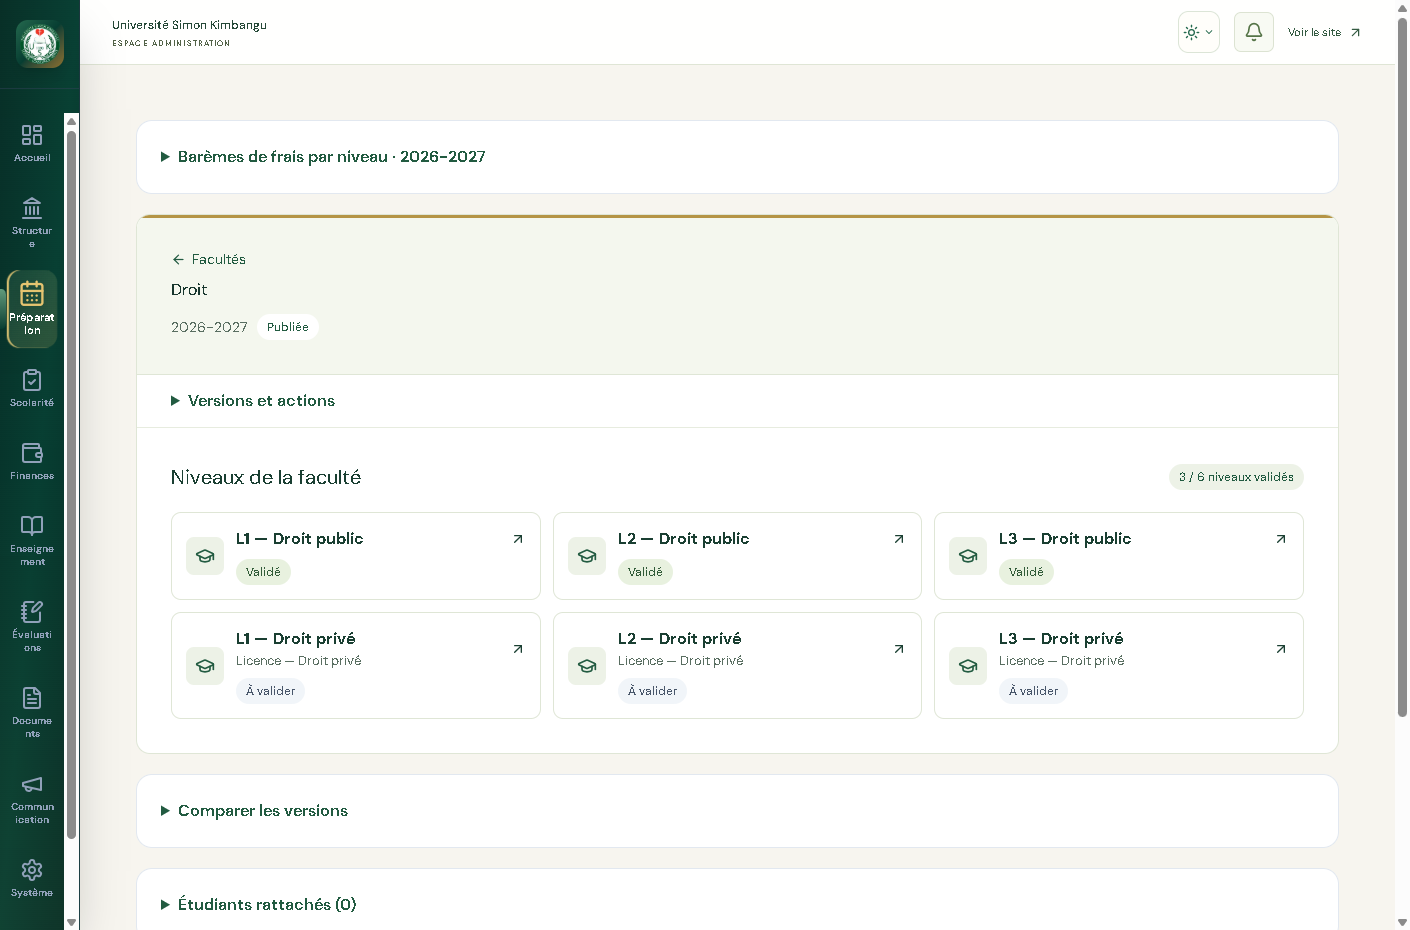 Université Simon Kimbangu
ESPACE ADMINISTRATION
Voir le site
Accueil
Structur
e
Préparat
ion
Scolarité
Finances
Enseigne
ment
Évaluati
ons
Docume
nts
Commun
ication
Système
Barèmes de frais par niveau · 2026-2027
Facultés
Droit
2026-2027 Publiée
Versions et actions
Niveaux de la faculté
3 / 6 niveaux validés
L1 — Droit public
Validé
L2 — Droit public
Validé
L3 — Droit public
Validé
L1 — Droit privé
Licence — Droit privé
À valider
L2 — Droit privé
Licence — Droit privé
À valider
L3 — Droit privé
Licence — Droit privé
À valider
Comparer les versions
Étudiants rattachés (0)